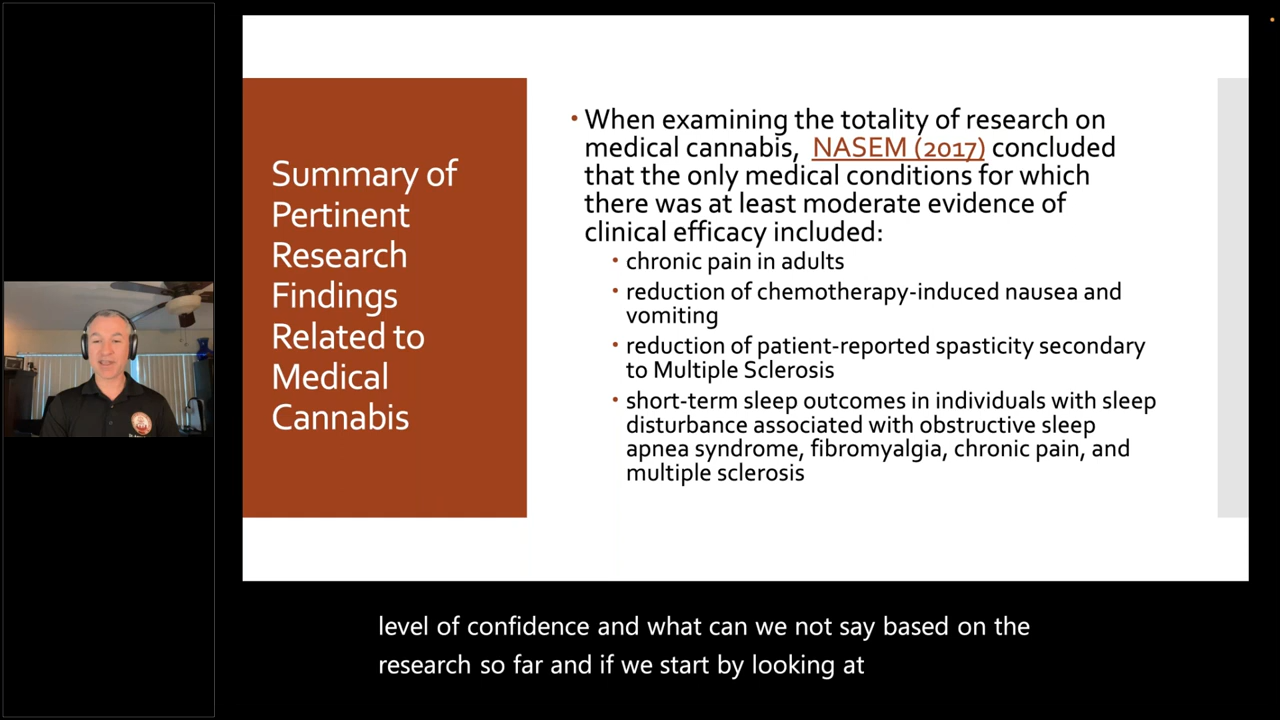 Summary of
Pertinent
Research
Findings
Related to
Medical
Cannabis
• When examining the totality of research on
medical cannabis, NASEM (2017) concluded
that the only medical conditions for which
there was at least moderate evidence of
clinical efficacy included:
• chronic pain in adults
• reduction of chemotherapy-induced nausea and
vomiting
• reduction of patient-reported spasticity secondary
to Multiple Sclerosis
• short-term sleep outcomes in individuals with sleep
disturbance associated with obstructive sleep
apnea syndrome, fibromyalgia, chronic pain, and
multiple sclerosis
level of confidence and what can we not say based on the
research so far and if we start by looking at